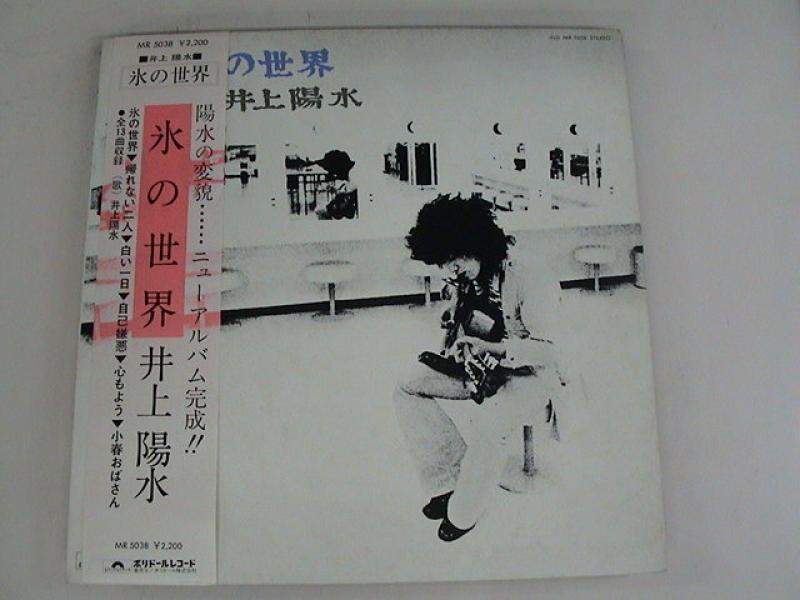 MR 5038 ¥2,200
■井上 陽水■
氷の世界
陽水の変貌……ニューアルバム完成!!
氷の世界
井上陽水
氷の世界▼帰れない二人▼白い一日▼自己嫌悪▼心もよう▼小春おばさん
●全13曲収録 (歌) 井上陽水
MR 5038 ¥2,200
ポリドールレコード
の世界
井上陽水
MR 5038 STEREO